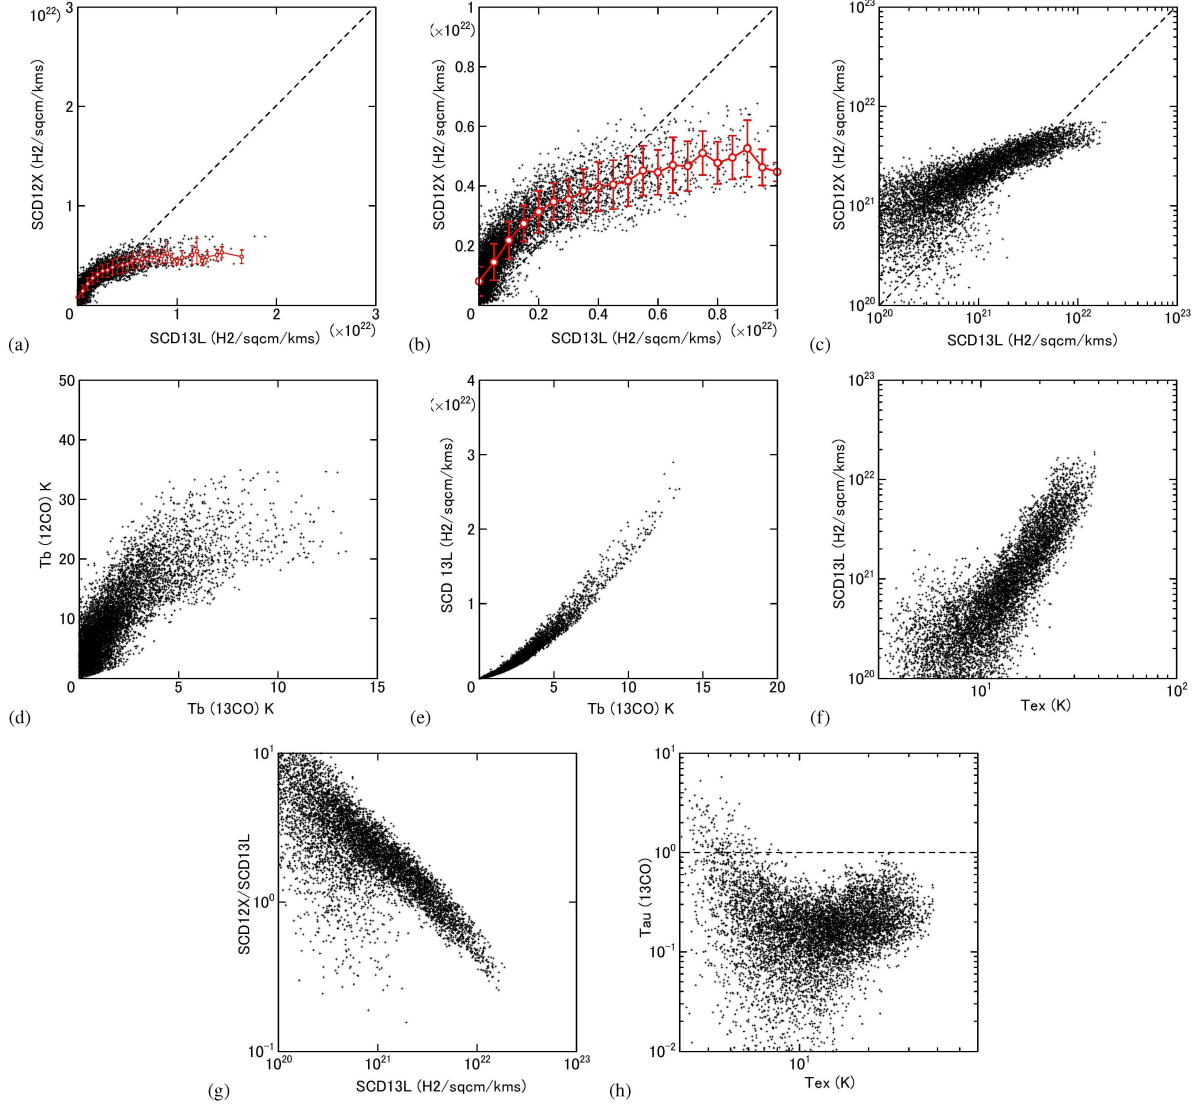 3
10²²
2
1
0
SCD12X (H2/sqcm/kms)
1
2
3
(×10²²)
SCD13L (H2/sqcm/kms)
(a)
1
(×10²²)
0.8
0.6
0.4
0.2
0
SCD12X (H2/sqcm/kms)
0.2
0.4
0.6
0.8
1
(×10²²)
SCD13L (H2/sqcm/kms)
(b)
10²³
10²²
10²¹
10²⁰
SCD12X (H2/sqcm/kms)
10²⁰
10²¹
10²²
10²³
SCD13L (H2/sqcm/kms)
(c)
50
40
30
20
10
0
Tb (12CO) K
5
10
15
Tb (13CO) K
(d)
4
(×10²²)
3
2
1
0
SCD 13L (H2/sqcm/kms)
5
10
15
20
Tb (13CO) K
(e)
10²³
10²²
10²¹
10²⁰
SCD13L (H2/sqcm/kms)
10¹
10²
Tex (K)
(f)
10¹
10⁰
10⁻¹
SCD12X/SCD13L
10²⁰
10²¹
10²²
10²³
SCD13L (H2/sqcm/kms)
(g)
10¹
10⁰
10⁻¹
10⁻²
Tau (13CO)
10¹
Tex (K)
(h)